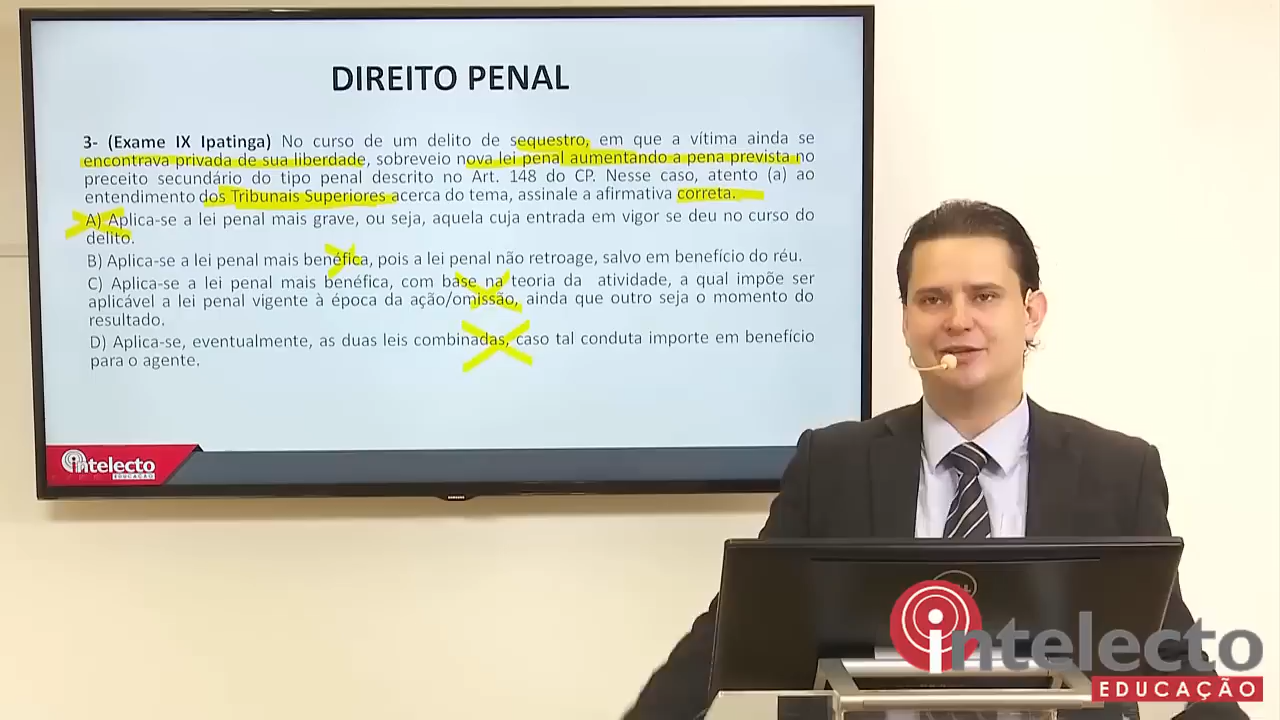 DIREITO PENAL
3- (Exame IX Ipatinga) No curso de um delito de sequestro, em que a vítima ainda se
encontrava privada de sua liberdade, sobreveio nova lei penal aumentando a pena prevista no
preceito secundário do tipo penal descrito no Art. 148 do CP. Nesse caso, atento (a) ao
entendimento dos Tribunais Superiores acerca do tema, assinale a afirmativa correta.
A) Aplica-se a lei penal mais grave, ou seja, aquela cuja entrada em vigor se deu no curso do
delito.
B) Aplica-se a lei penal mais benéfica, pois a lei penal não retroage, salvo em benefício do réu.
C) Aplica-se a lei penal mais benéfica, com base na teoria da atividade, a qual impõe ser
aplicável a lei penal vigente à época da ação/omissão, ainda que outro seja o momento do
resultado.
D) Aplica-se, eventualmente, as duas leis combinadas, caso tal conduta importe em benefício
para o agente.
intelecto
EDUCAÇÃO
SAMSUNG
DELL
intelecto
EDUCAÇÃO